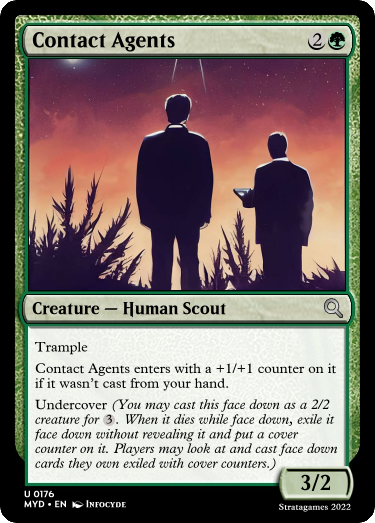 Contact Agents 2
Creature — Human Scout
Trample
Contact Agents enters with a +1/+1 counter on it
if it wasn't cast from your hand.
Undercover (You may cast this face down as a 2/2
creature for 3. When it dies while face down, exile it
face down without revealing it and put a cover
counter on it. Players may look at and cast face down
cards they own exiled with cover counters.)
3/2
U 0176
MYD • EN Infocyde
Stratagames 2022